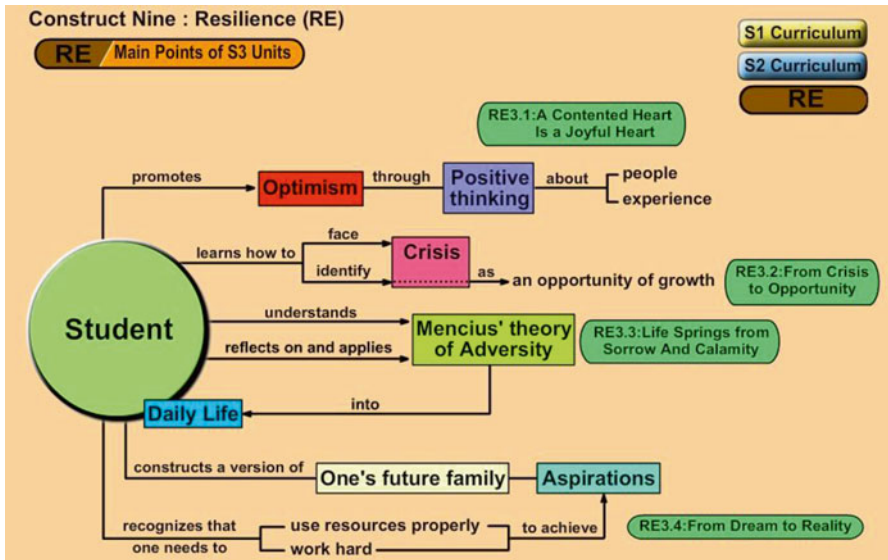 Construct Nine : Resilience (RE)
RE Main Points of S3 Units
S1 Curriculum
S2 Curriculum
RE
RE3.1:A Contented Heart
Is a Joyful Heart
promotes
Optimism
through
Positive
thinking
about
people
experience
learns how to
face
identify
Crisis
as
an opportunity of growth
RE3.2:From Crisis
to Opportunity
Student
understands
reflects on and applies
Mencius' theory
of Adversity
RE3.3:Life Springs from
Sorrow And Calamity
Daily Life
into
constructs a version of
One's future family
Aspirations
recognizes that
one needs to
use resources properly
work hard
to achieve
RE3.4:From Dream to Reality